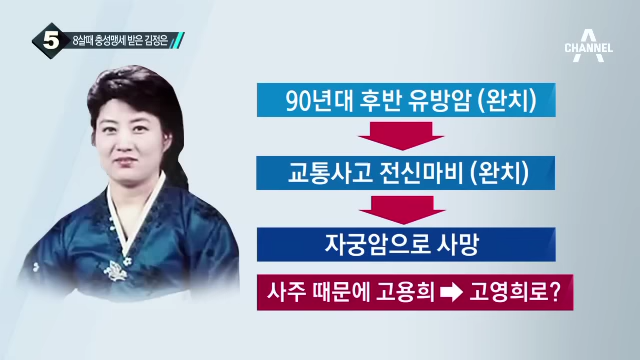 5 8살때 충성맹세 받은 김정은
CHANNEL A
90년대 후반 유방암 (완치)
교통사고 전신마비 (완치)
자궁암으로 사망
사주 때문에 고용희 ➡ 고영희로?